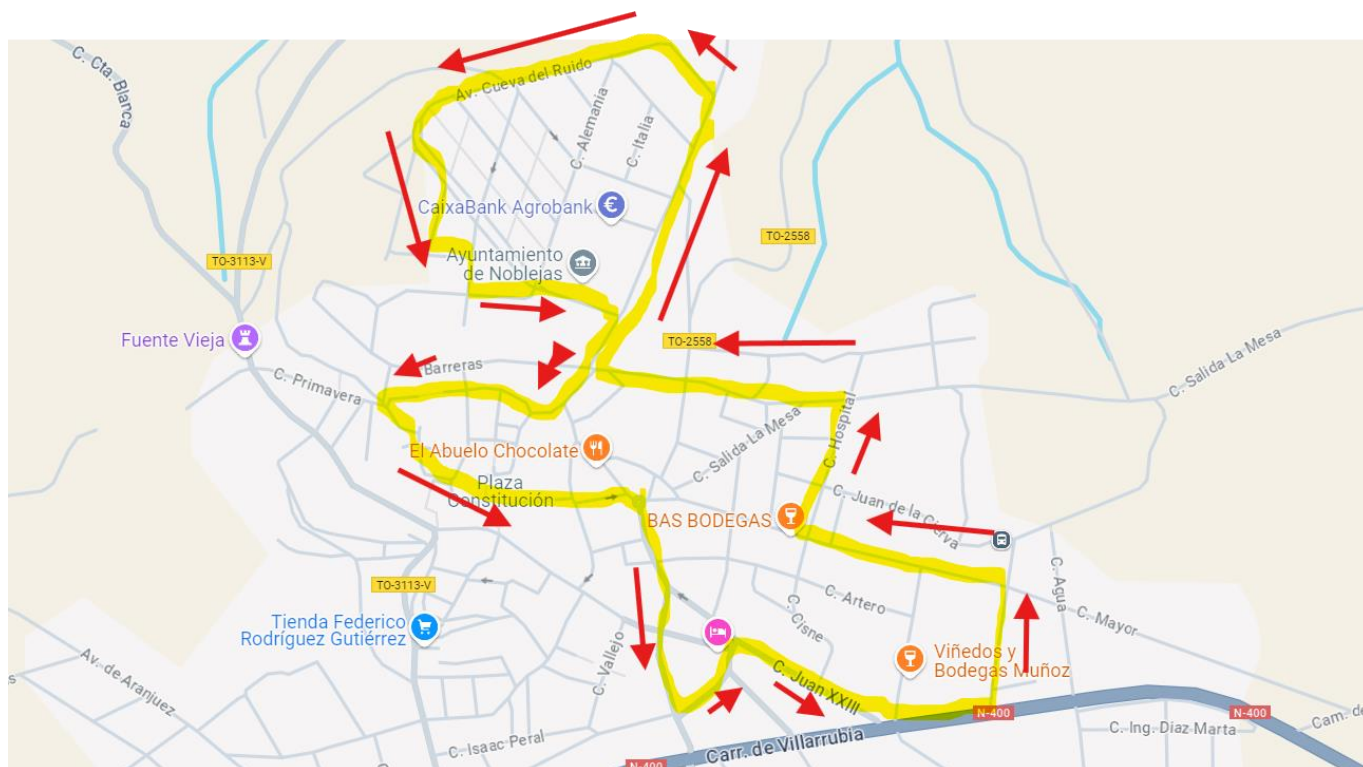 C. Cta. Blanca
Av. Cueva del Ruido
C. Alemania
C. Italia
CaixaBank Agrobank
TO-2558
Ayuntamiento
de Noblejas
TO-3113-V
Fuente Vieja
TO-2558
Barreras
C. Primavera
C. Salida La Mesa
El Abuelo Chocolate
C. Salida La Mesa
C. Hospital
Plaza
Constitución
C. Juan de la Cierva
BAS BODEGAS
TO-3113-V
C. Agua
C. Artero
C. Mayor
Tienda Federico
Rodríguez Gutiérrez
C. Cisne
C. Vallejo
Viñedos y
Bodegas Muñoz
Av. de Aranjuez
C. Juan XXIII
N-400
N-400
Cam. de
C. Ing. Diaz Marta
C. Isaac Peral
Carr. de Villarrubia
N-400